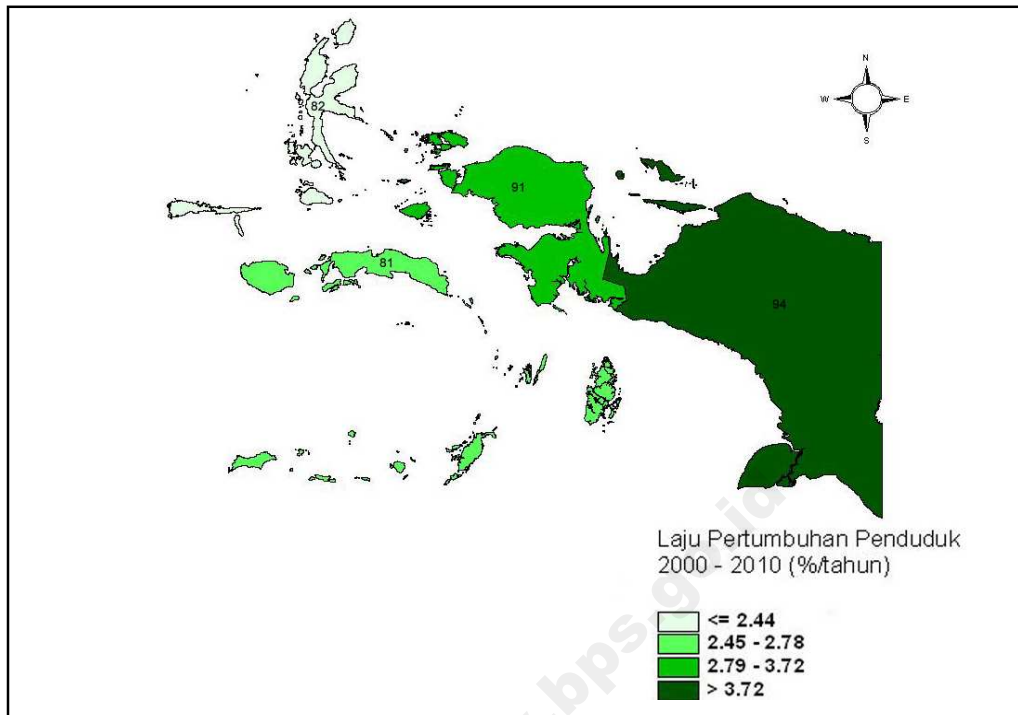 N
W E
S
82
91
81
94
Laju Pertumbuhan Penduduk
2000 - 2010 (%/tahun)
<= 2.44
2.45 - 2.78
2.79 - 3.72
> 3.72
.bps.go.id